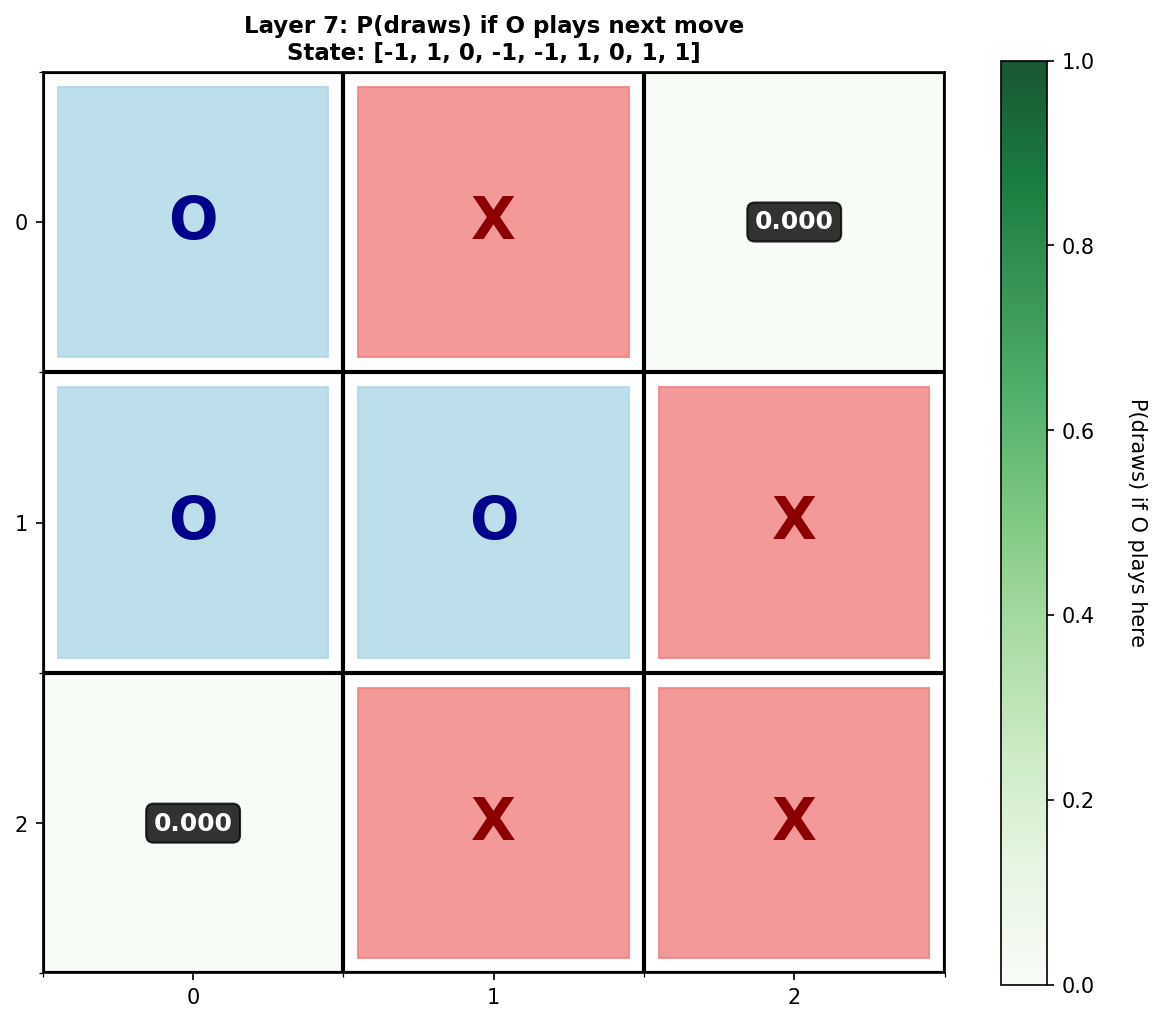 Layer 7: P(draws) if O plays next move
State: [-1, 1, 0, -1, -1, 1, 0, 1, 1]
1.0
0.8
0.6
0.4
0.2
0.0
P(draws) if O plays here
0
O
X
0.000
1
O
O
X
2
0.000
X
X
0
1
2